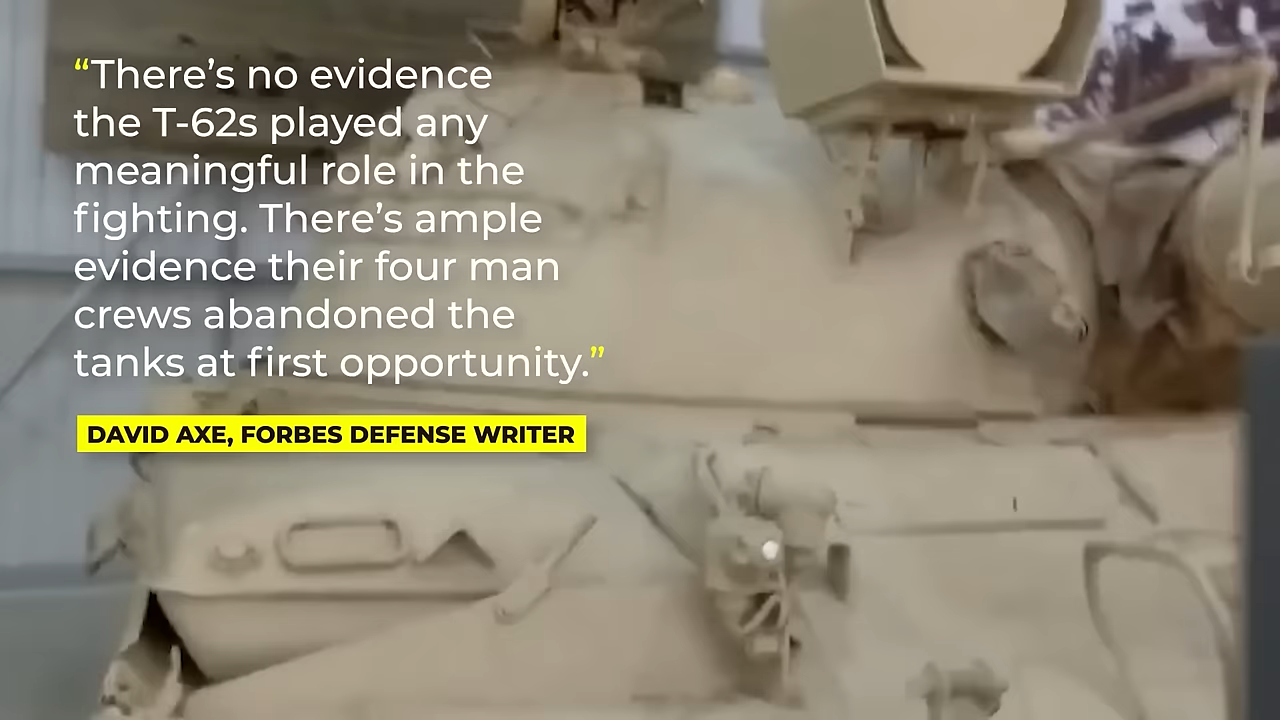 “There’s no evidence
the T-62s played any
meaningful role in the
fighting. There’s ample
evidence their four man
crews abandoned the
tanks at first opportunity.”
DAVID AXE, FORBES DEFENSE WRITER